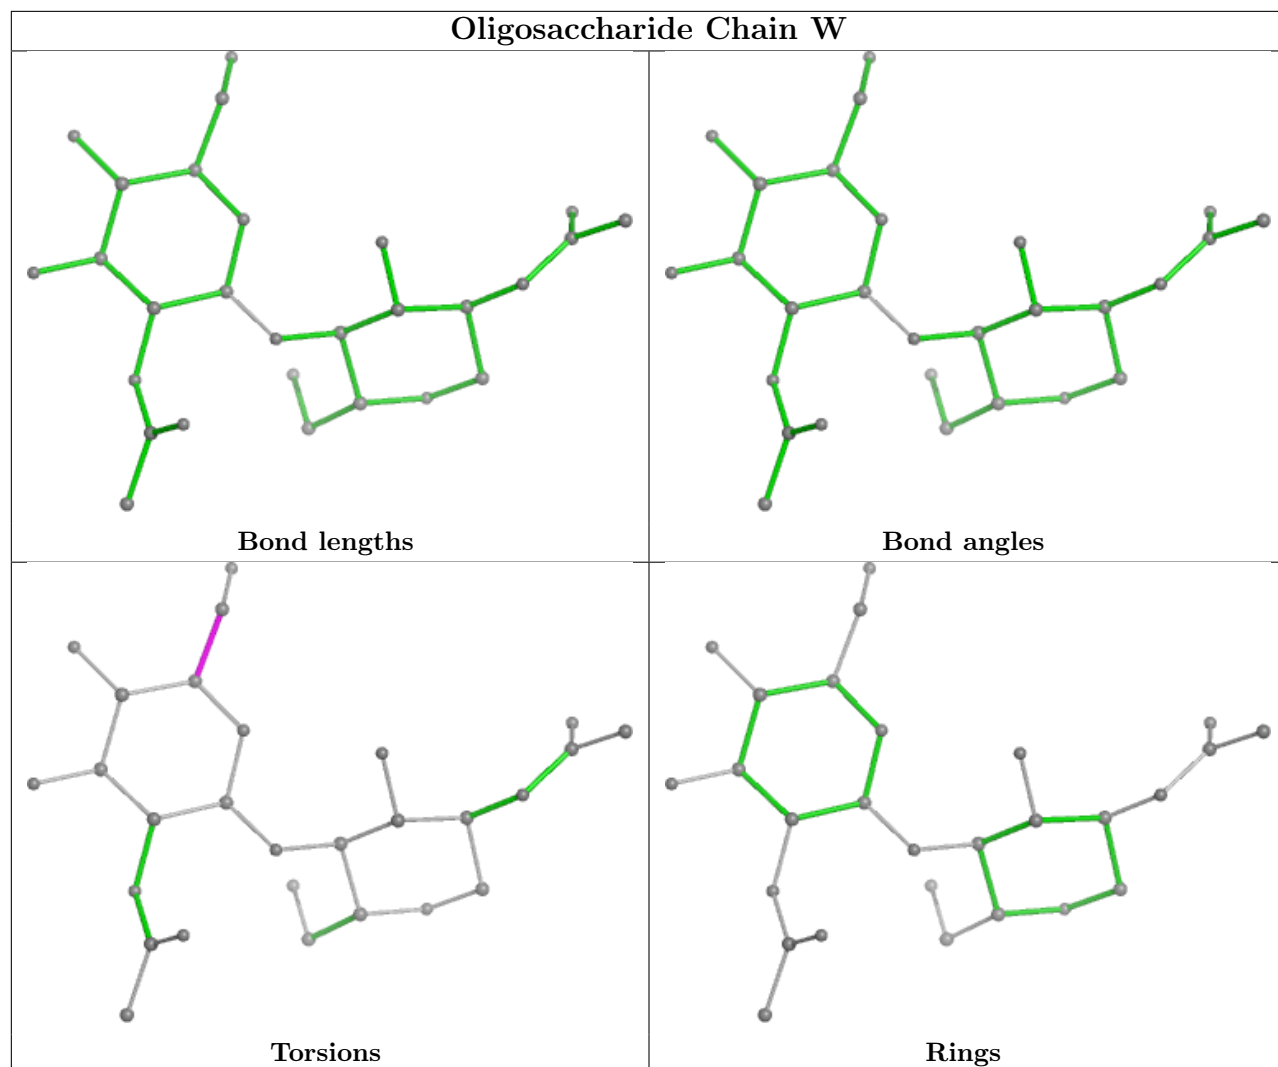 Oligosaccharide Chain W
Bond lengths
Bond angles
Torsions
Rings